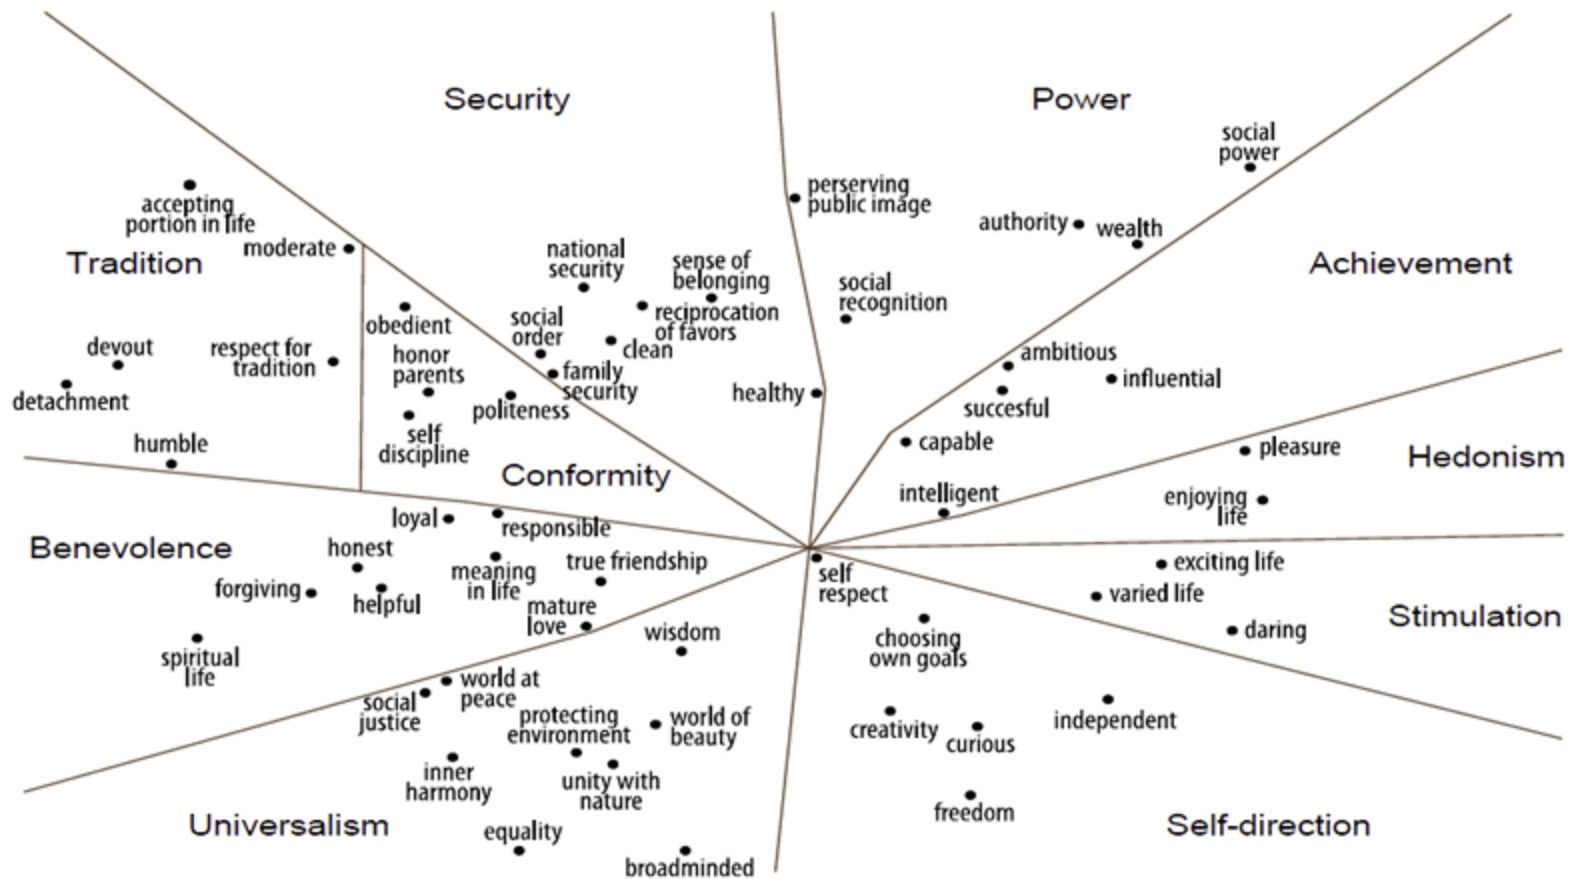 Security
Power
social
power
perserving
public image
accepting
portion in life
authority
wealth
moderate
national
security
sense of
belonging
Tradition
Achievement
social
recognition
obedient
social
order
reciprocation
of favors
clean
devout
respect for
tradition
honor
parents
family
security
ambitious
influential
detachment
politeness
healthy
succesful
self
discipline
humble
capable
pleasure
Hedonism
Conformity
intelligent
enjoying
life
loyal
responsible
Benevolence
honest
meaning
in life
true friendship
self
respect
exciting life
forgiving
helpful
mature
love
varied life
Stimulation
wisdom
choosing
own goals
daring
spiritual
life
world at
peace
social
justice
protecting
environment
world of
beauty
creativity
curious
independent
inner
harmony
unity with
nature
freedom
Universalism
equality
Self-direction
broadminded